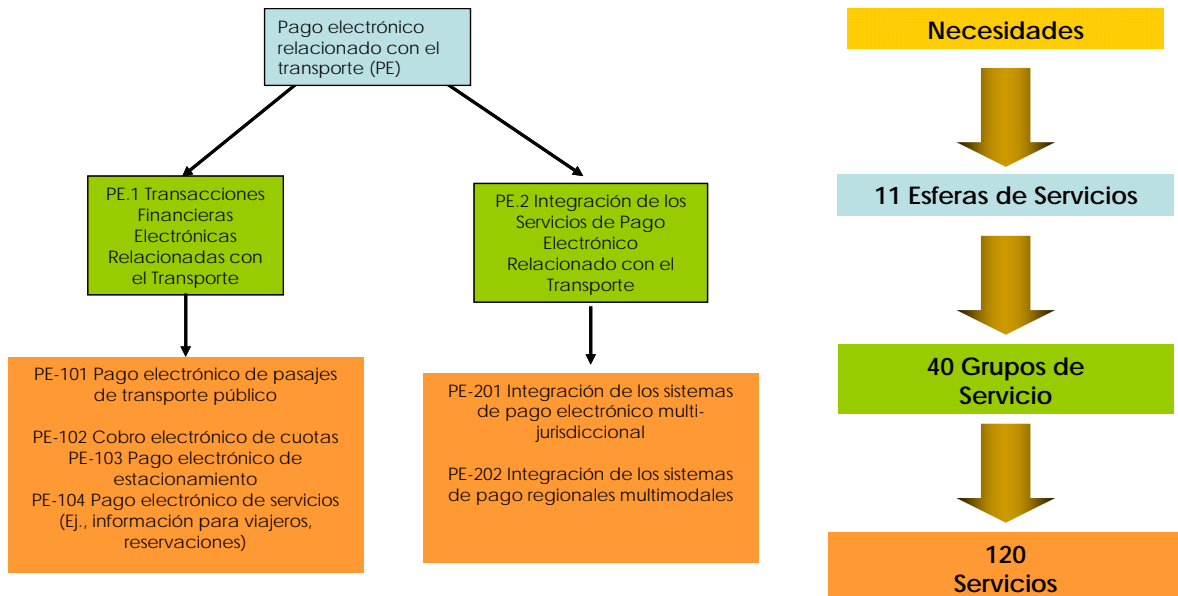 Pago electrónico
relacionado con el
transporte (PE)
PE.1 Transacciones
Financieras
Electrónicas
Relacionadas con
el Transporte
PE.2 Integración de los
Servicios de Pago
Electrónico
Relacionado con el
Transporte
PE-101 Pago electrónico de pasajes
de transporte público
PE-102 Cobro electrónico de cuotas
PE-103 Pago electrónico de
estacionamiento
PE-104 Pago electrónico de servicios
(Ej., información para viajeros,
reservaciones)
PE-201 Integración de los sistemas
de pago electrónico multi-
jurisdiccional
PE-202 Integración de los sistemas
de pago regionales multimodales
Necesidades
11 Esferas de Servicios
40 Grupos de
Servicio
120
Servicios